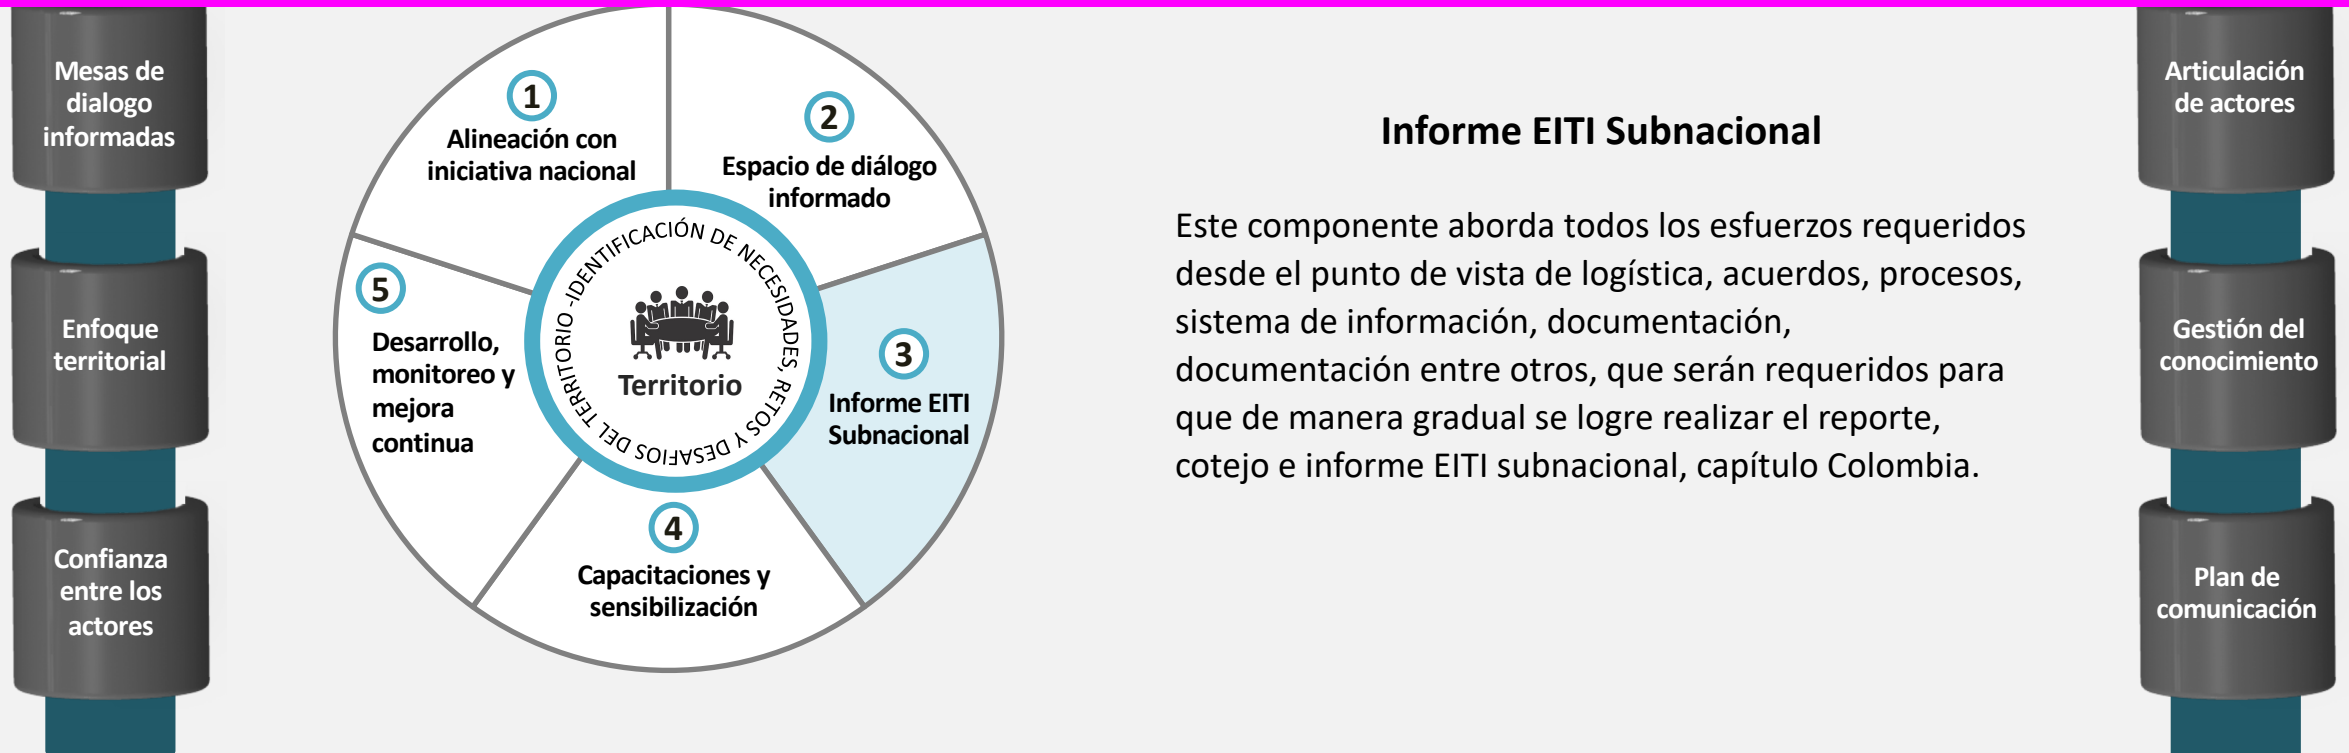 Mesas de
dialogo
informadas
Enfoque
territorial
Confianza
entre los
actores
1
Alineación con
iniciativa nacional
2
Espacio de diálogo
informado
3
Informe EITI
Subnacional
4
Capacitaciones y
sensibilización
5
Desarrollo,
monitoreo y
mejora
continua
IDENTIFICACIÓN DE NECESIDADES, RETOS Y DESAFIOS DEL TERRITORIO -
Territorio
Informe EITI Subnacional
Este componente aborda todos los esfuerzos requeridos
desde el punto de vista de logística, acuerdos, procesos,
sistema de información, documentación,
documentación entre otros, que serán requeridos para
que de manera gradual se logre realizar el reporte,
cotejo e informe EITI subnacional, capítulo Colombia.
Articulación
de actores
Gestión del
conocimiento
Plan de
comunicación